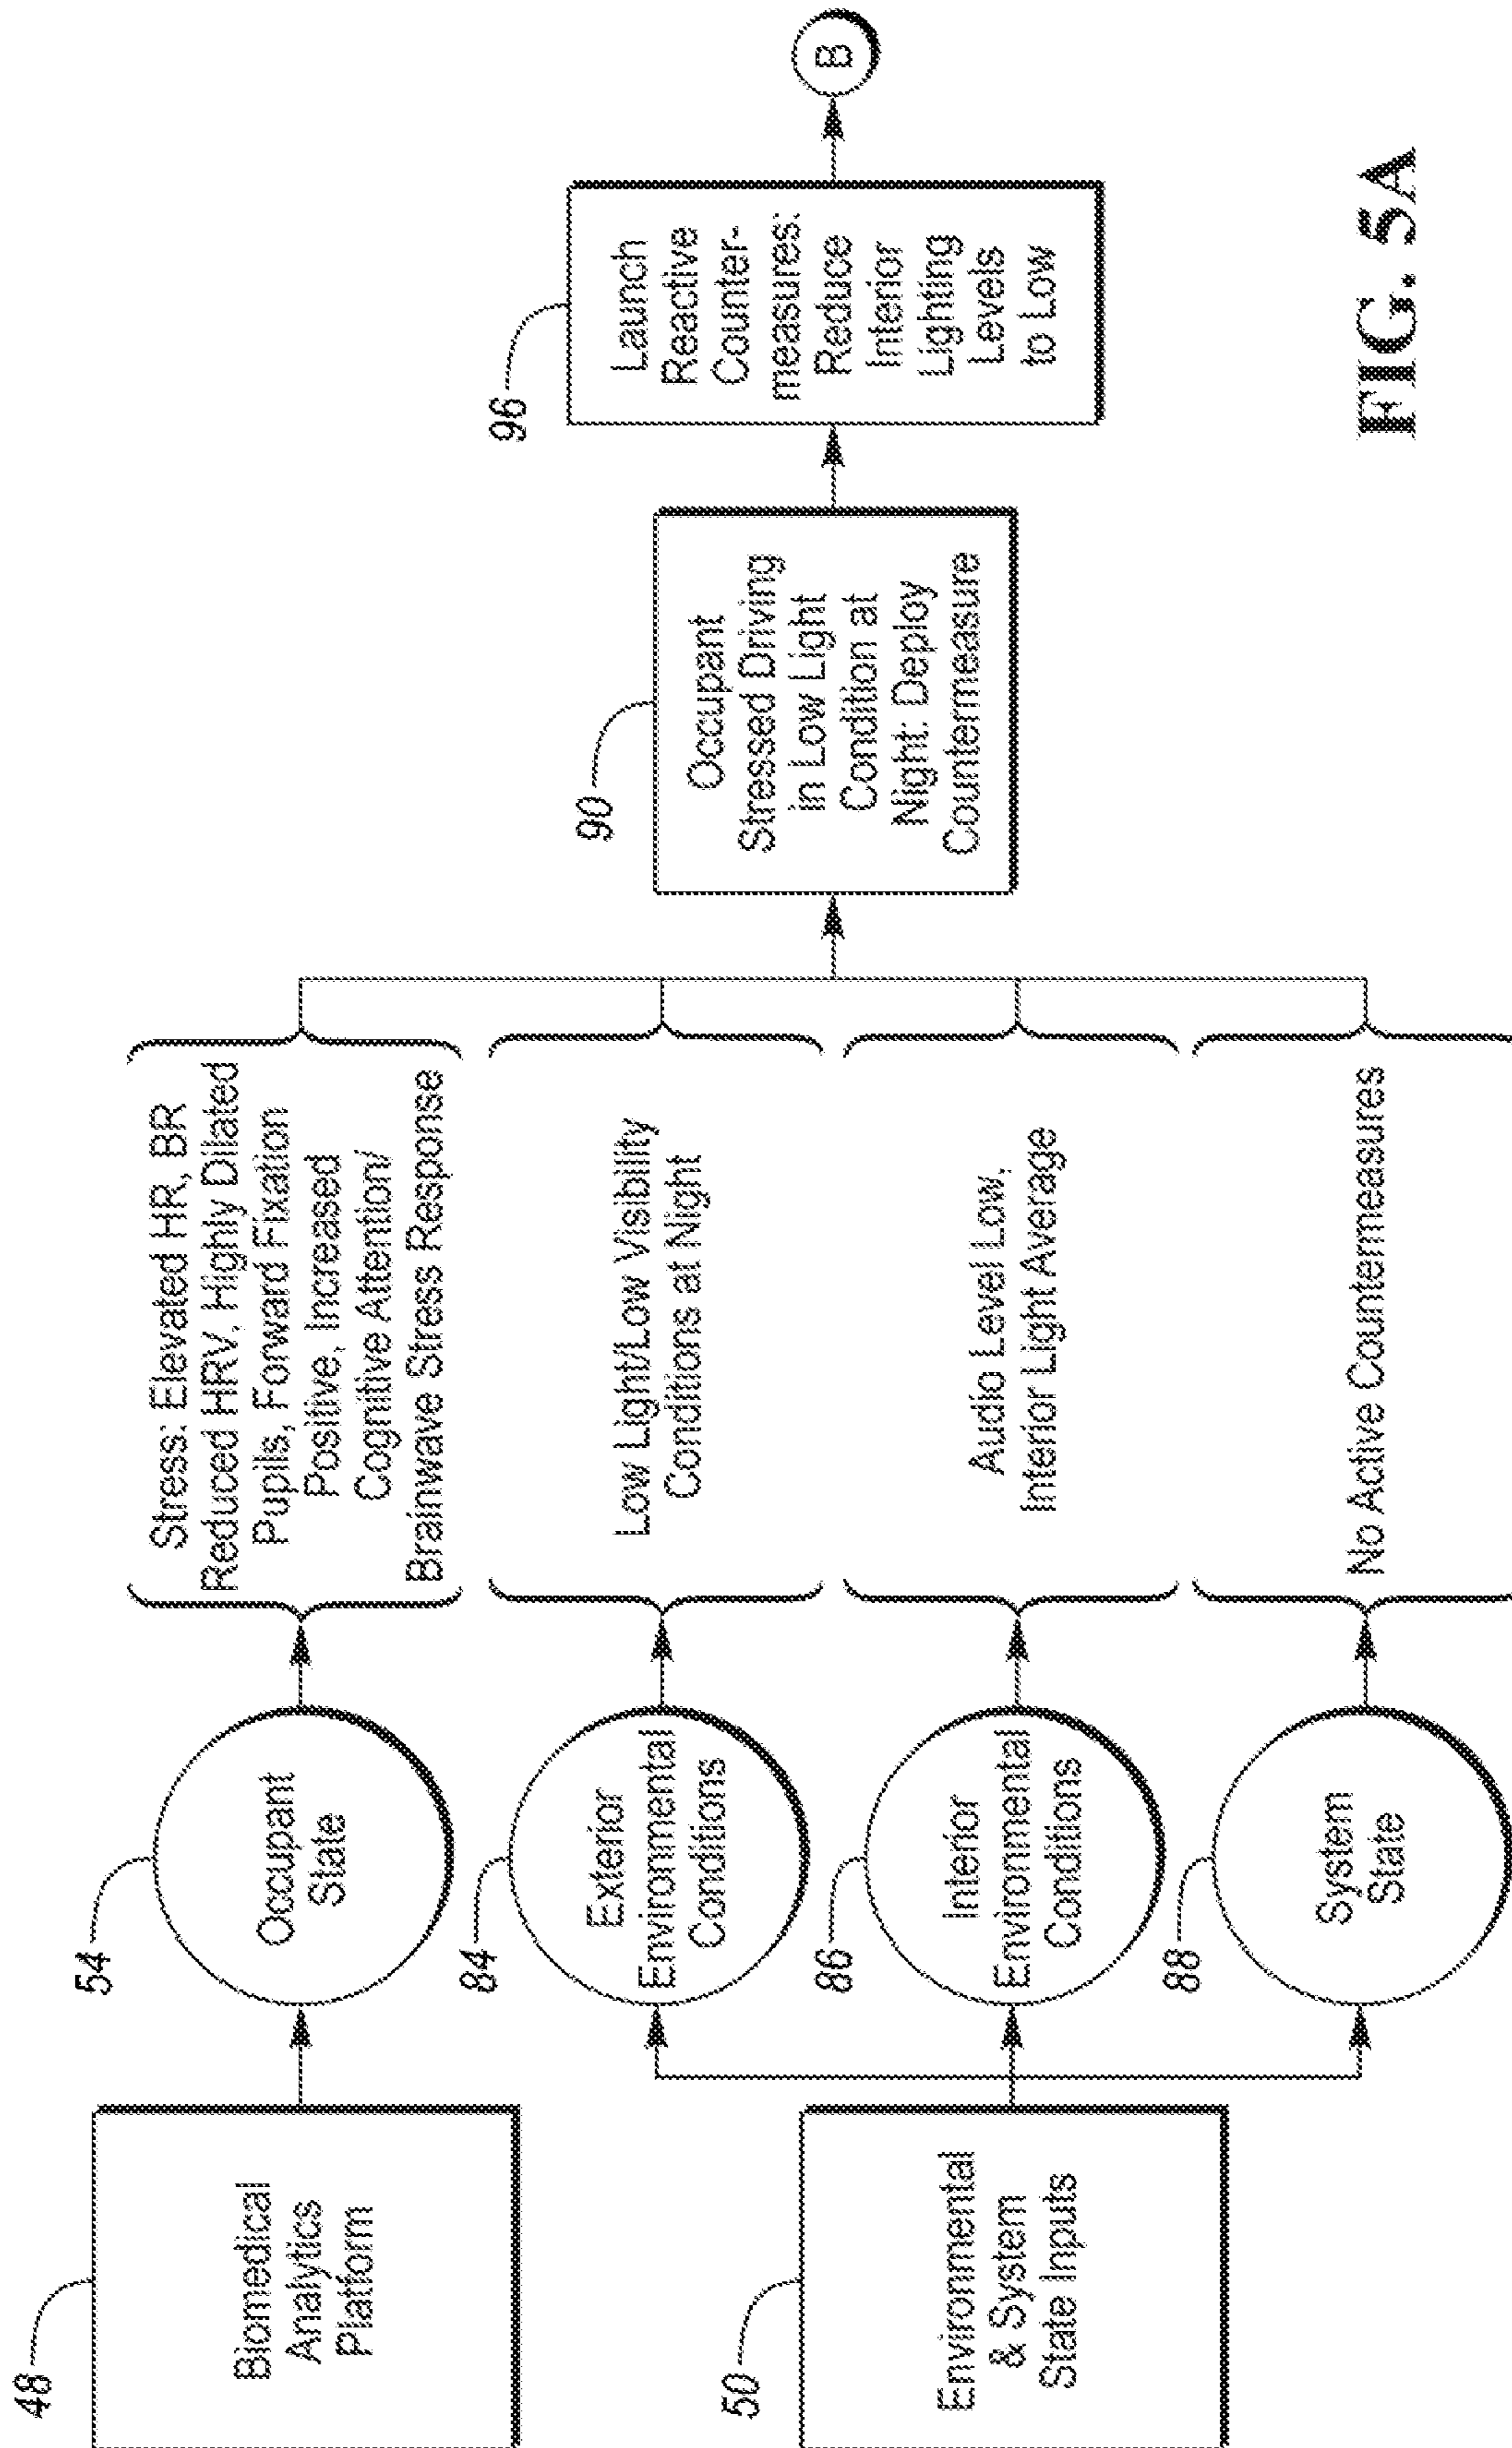 48
Biomedical
Analytics
Platform
54
Occupant
State
Stress: Elevated HR, BR
Reduced HRV, Highly Dilated
Pupils, Forward Fixation
Positive, Increased
Cognitive Attention/
Brainwave Stress Response
50
Environmental
& System
State Inputs
84
Exterior
Environmental
Conditions
Low Light/Low Visibility
Conditions at Night
86
Interior
Environmental
Conditions
Audio Level Low,
Interior Light Average
88
System
State
No Active Countermeasures
90
Occupant
Stressed Driving
in Low Light
Condition at
Night: Deploy
Countermeasure
96
Launch
Reactive
Counter-
measures:
Reduce
Interior
Lighting
Levels
to Low
B
FIG. 5A